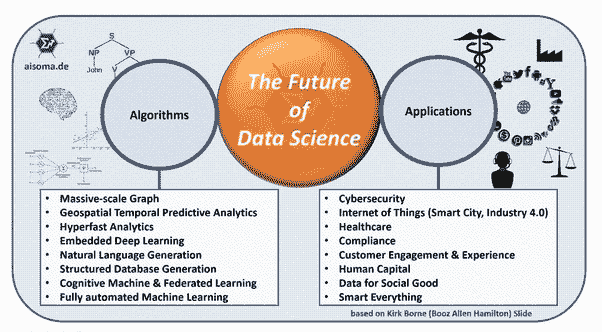 aisoma.de
S
NP
VP
John
V
Algorithms
The Future
of
Data Science
Applications
• Massive-scale Graph
• Geospatial Temporal Predictive Analytics
• Hyperfast Analytics
• Embedded Deep Learning
• Natural Language Generation
• Structured Database Generation
• Cognitive Machine & Federated Learning
• Fully automated Machine Learning
• Cybersecurity
• Internet of Things (Smart City, Industry 4.0)
• Healthcare
• Compliance
• Customer Engagement & Experience
• Human Capital
• Data for Social Good
• Smart Everything
based on Kirk Borne (Booz Allen Hamilton) Slide